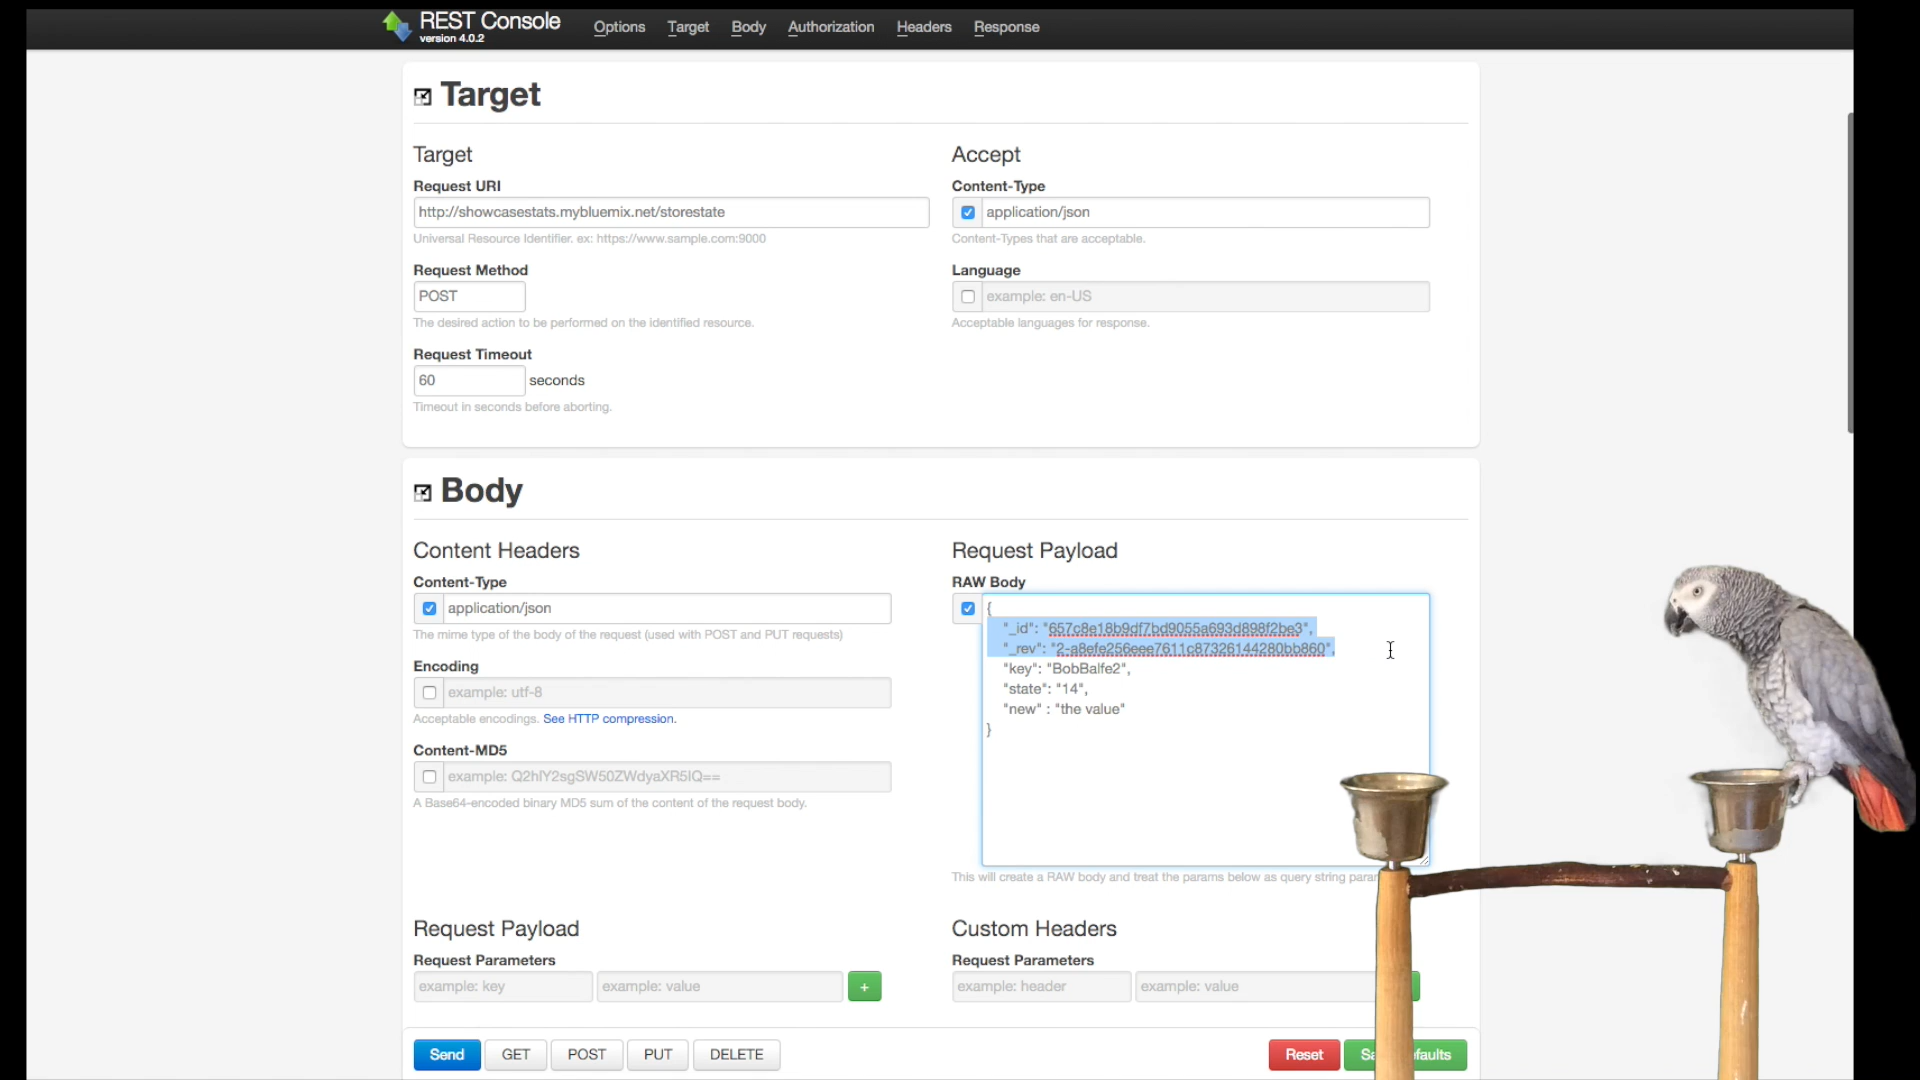 REST Console
version 4.0.2
Options Target Body Authorization Headers Response
Target
Target
Request URI
http://showcasestats.mybluemix.net/storestate
Universal Resource Identifier. ex: https://www.sample.com:9000
Request Method
POST
The desired action to be performed on the identified resource.
Request Timeout
60 seconds
Timeout in seconds before aborting.
Accept
Content-Type
application/json
Content-Types that are acceptable.
Language
example: en-US
Acceptable languages for response.
Body
Content Headers
Content-Type
application/json
The mime type of the body of the request (used with POST and PUT requests)
Encoding
example: utf-8
Acceptable encodings. See HTTP compression.
Content-MD5
example: Q2hlY2sgSW50ZWdyaXR5IQ==
A Base64-encoded binary MD5 sum of the content of the request body.
Request Payload
RAW Body
{
"_id": "657c8e18b9df7bd9055a693d898f2be3",
"_rev": "2-a8efe256eee7611c87326144280bb860",
"key": "BobBalfe2",
"state": "14",
"new" : "the value"
}
This will create a RAW body and treat the params below as query string
Request Payload
Request Parameters
example: key example: value +
Custom Headers
Request Parameters
example: header example: value
Send GET POST PUT DELETE Reset